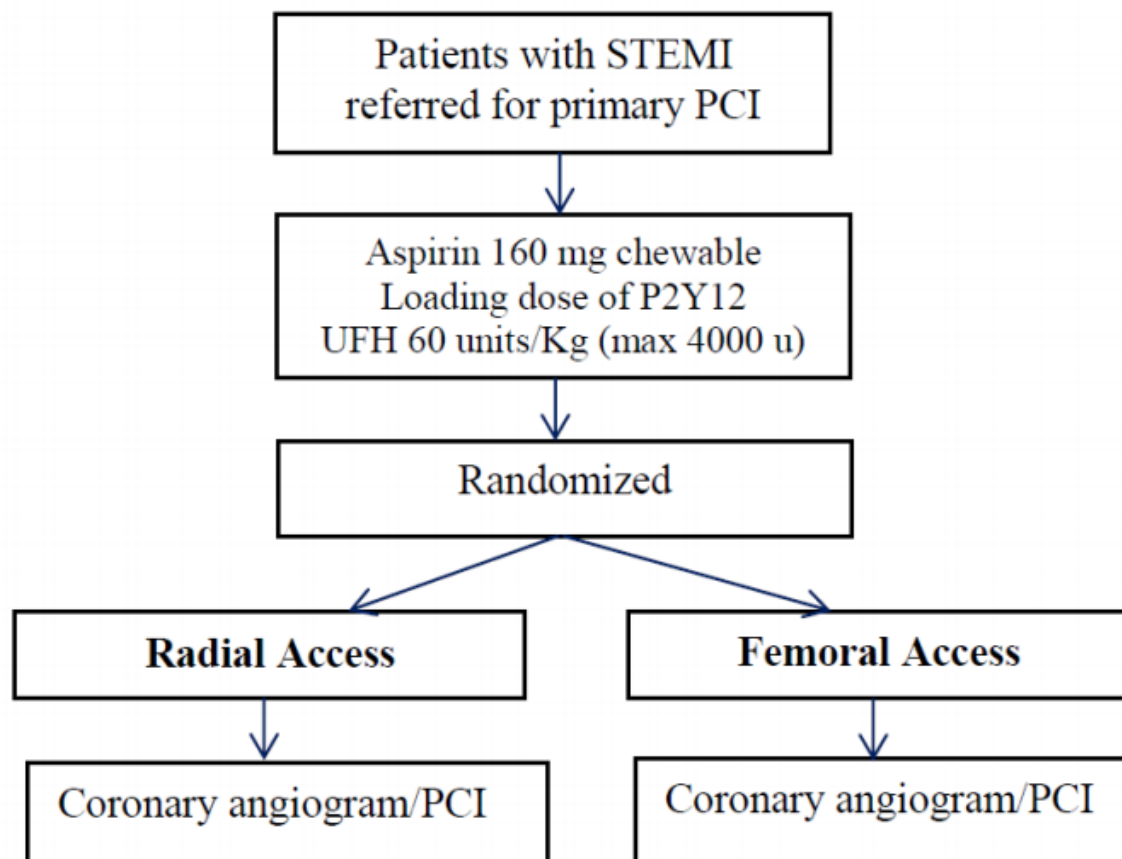 Patients with STEMI
referred for primary PCI
Aspirin 160 mg chewable
Loading dose of P2Y12
UFH 60 units/Kg (max 4000 u)
Randomized
Radial Access
Femoral Access
Coronary angiogram/PCI
Coronary angiogram/PCI